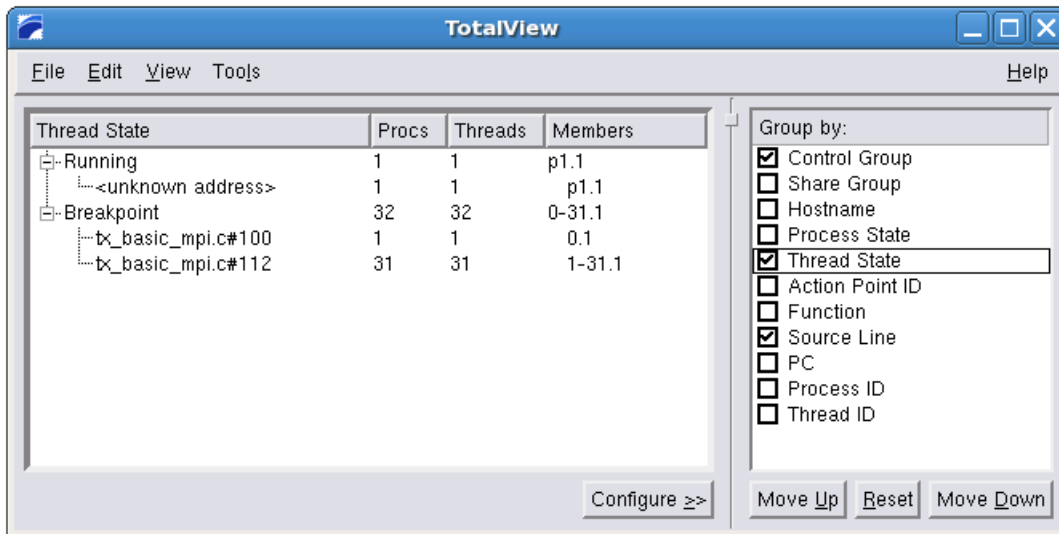 TotalView
File Edit View Tools Help
Thread State Procs Threads Members
Running 1 1 p1.1
<unknown address> 1 1 p1.1
Breakpoint 32 32 0-31.1
tx_basic_mpi.c#100 1 1 0.1
tx_basic_mpi.c#112 31 31 1-31.1
Configure >>
Group by:
Control Group
Share Group
Hostname
Process State
Thread State
Action Point ID
Function
Source Line
PC
Process ID
Thread ID
Move Up Reset Move Down